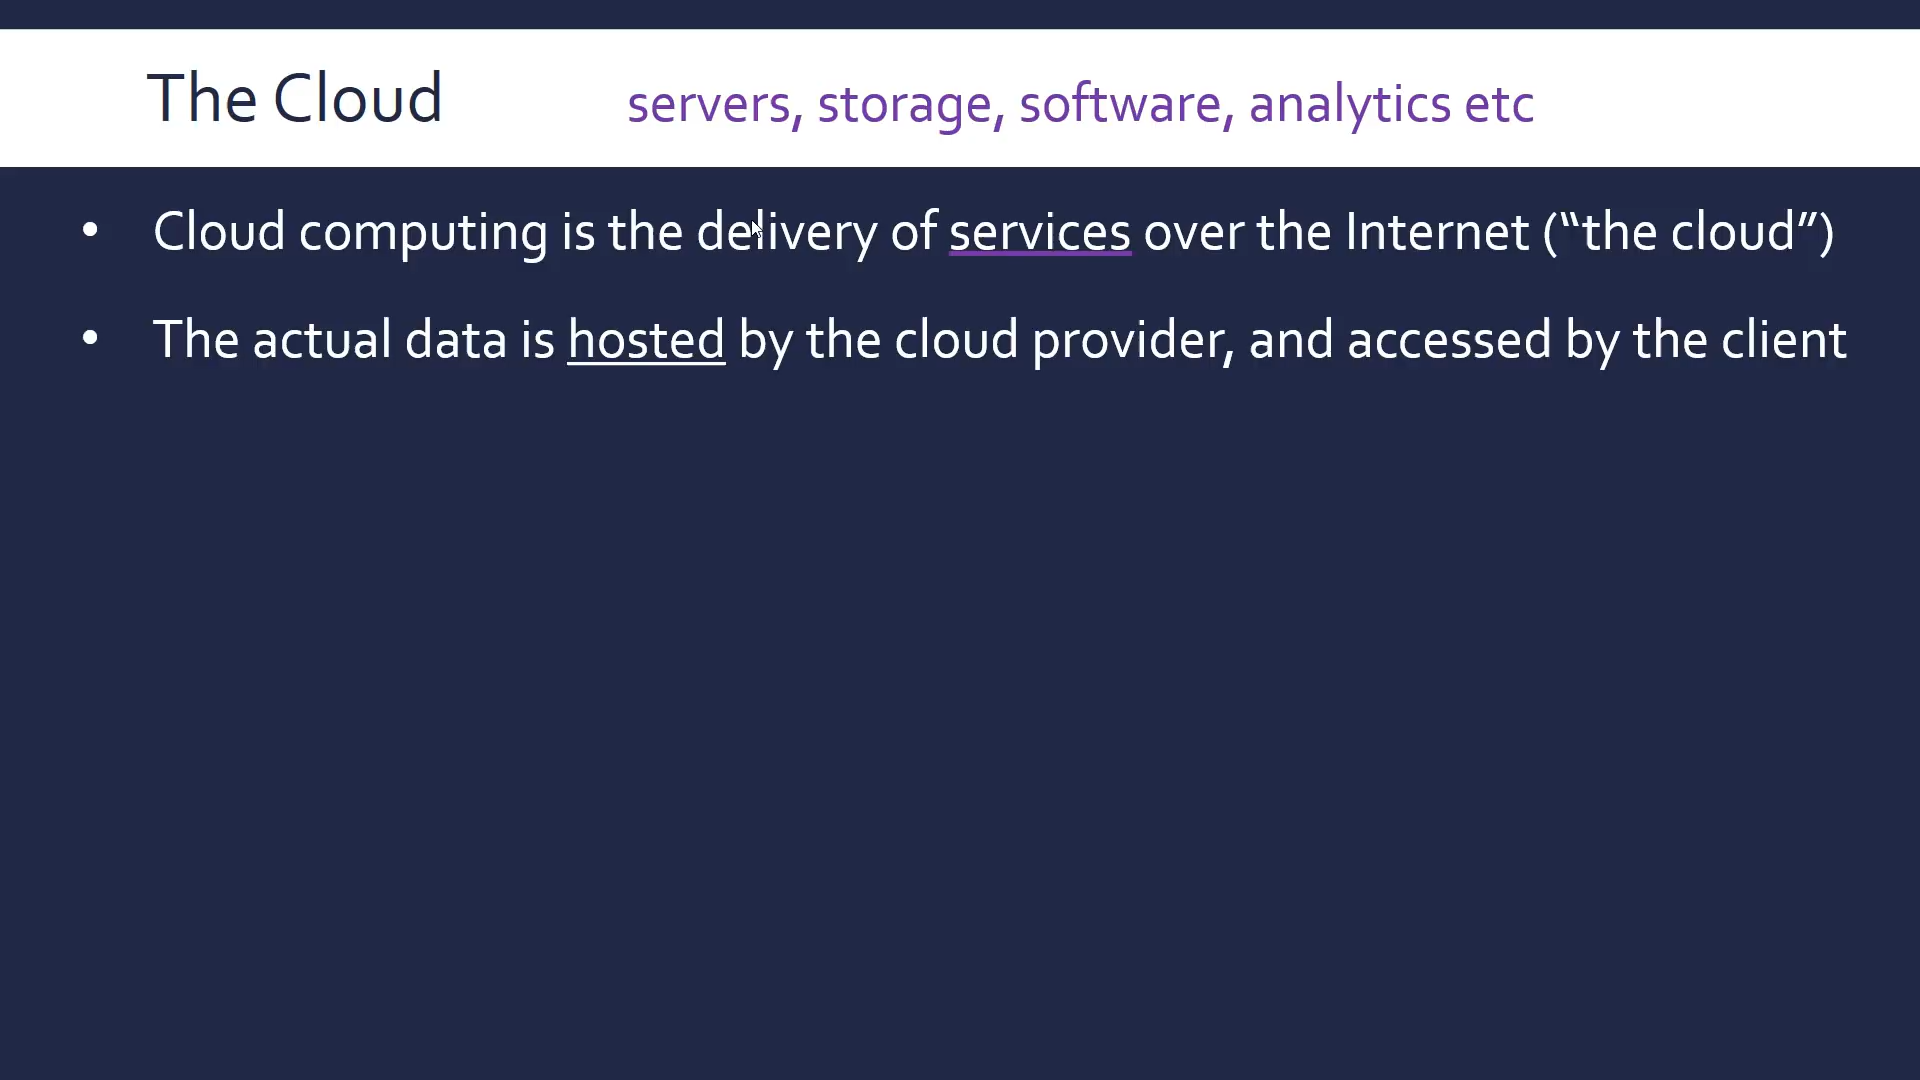 The Cloud
servers, storage, software, analytics etc
• Cloud computing is the delivery of services over the Internet (“the cloud”)
• The actual data is hosted by the cloud provider, and accessed by the client